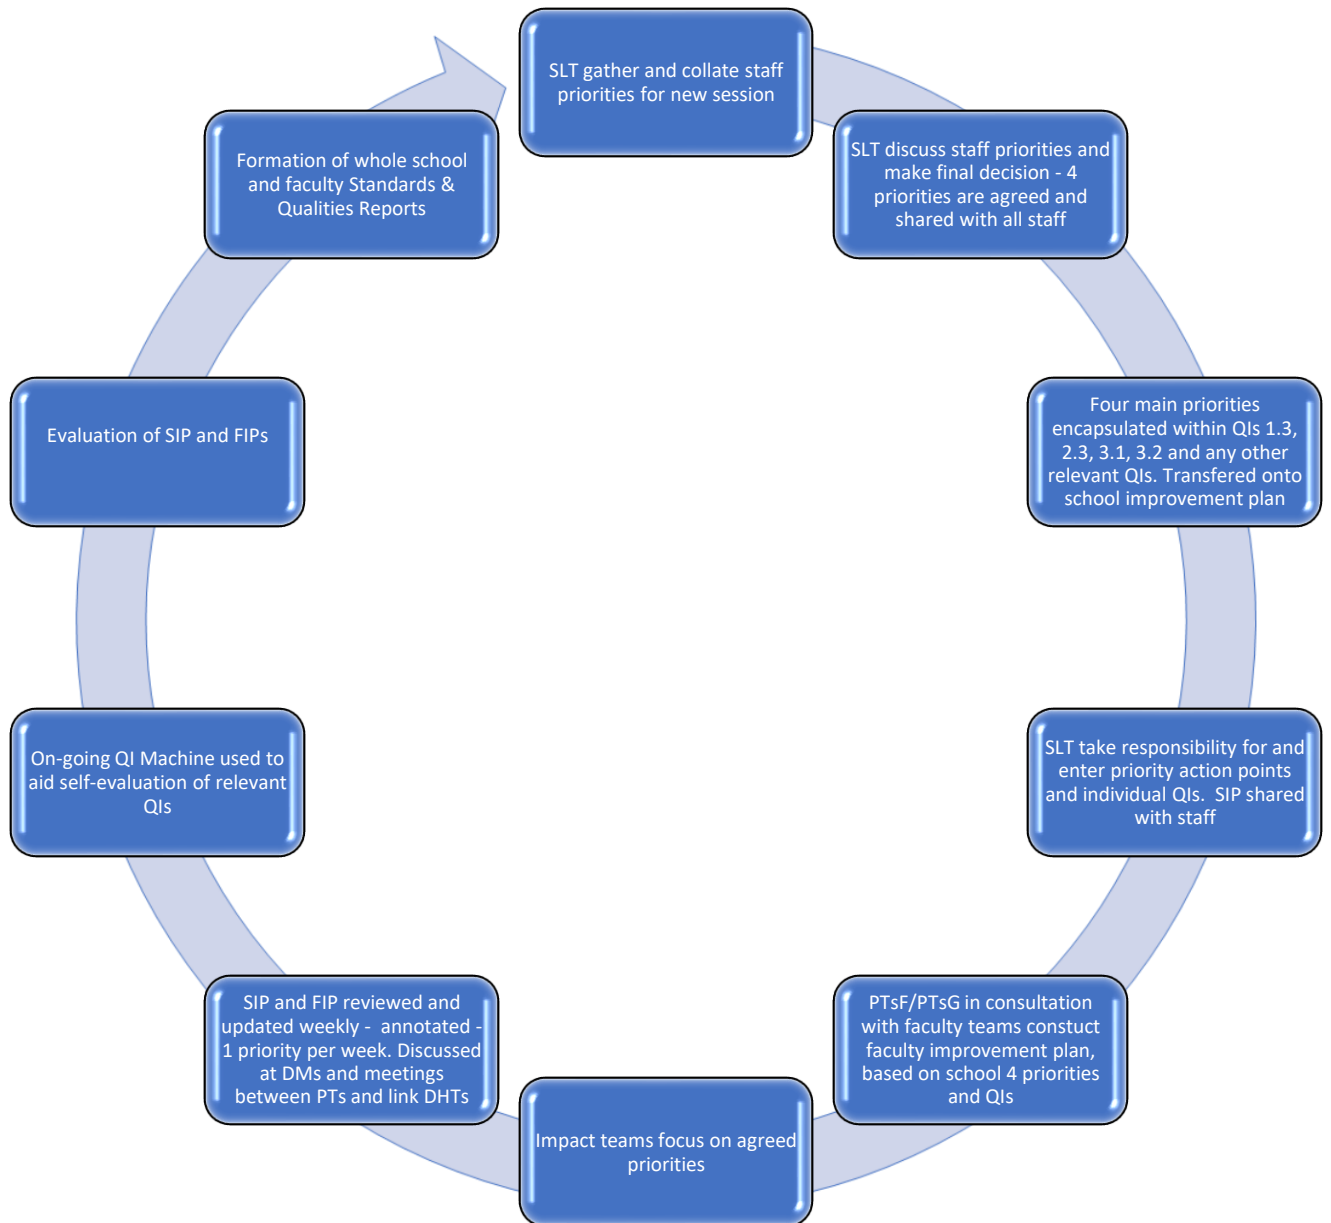 SLT gather and collate staff
priorities for new session
SLT discuss staff priorities and
make final decision - 4
priorities are agreed and
shared with all staff
Four main priorities
encapsulated within QIs 1.3,
2.3, 3.1, 3.2 and any other
relevant QIs. Transfered onto
school improvement plan
SLT take responsibility for and
enter priority action points
and individual QIs.  SIP shared
with staff
PTsF/PTsG in consultation
with faculty teams constuct
faculty improvement plan,
based on school 4 priorities
and QIs
Impact teams focus on agreed
priorities
SIP and FIP reviewed and
updated weekly -  annotated -
1 priority per week. Discussed
at DMs and meetings
between PTs and link DHTs
On-going QI Machine used to
aid self-evaluation of relevant
QIs
Evaluation of SIP and FIPs
Formation of whole school
and faculty Standards &
Qualities Reports